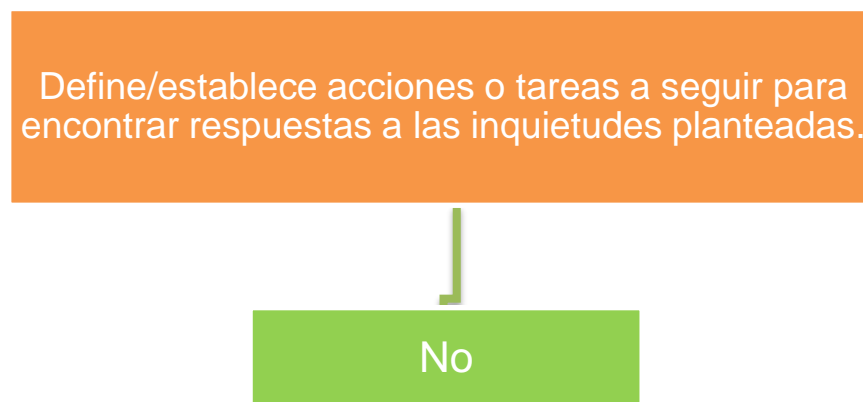 Define/establece acciones o tareas a seguir para
encontrar respuestas a las inquietudes planteadas.
No